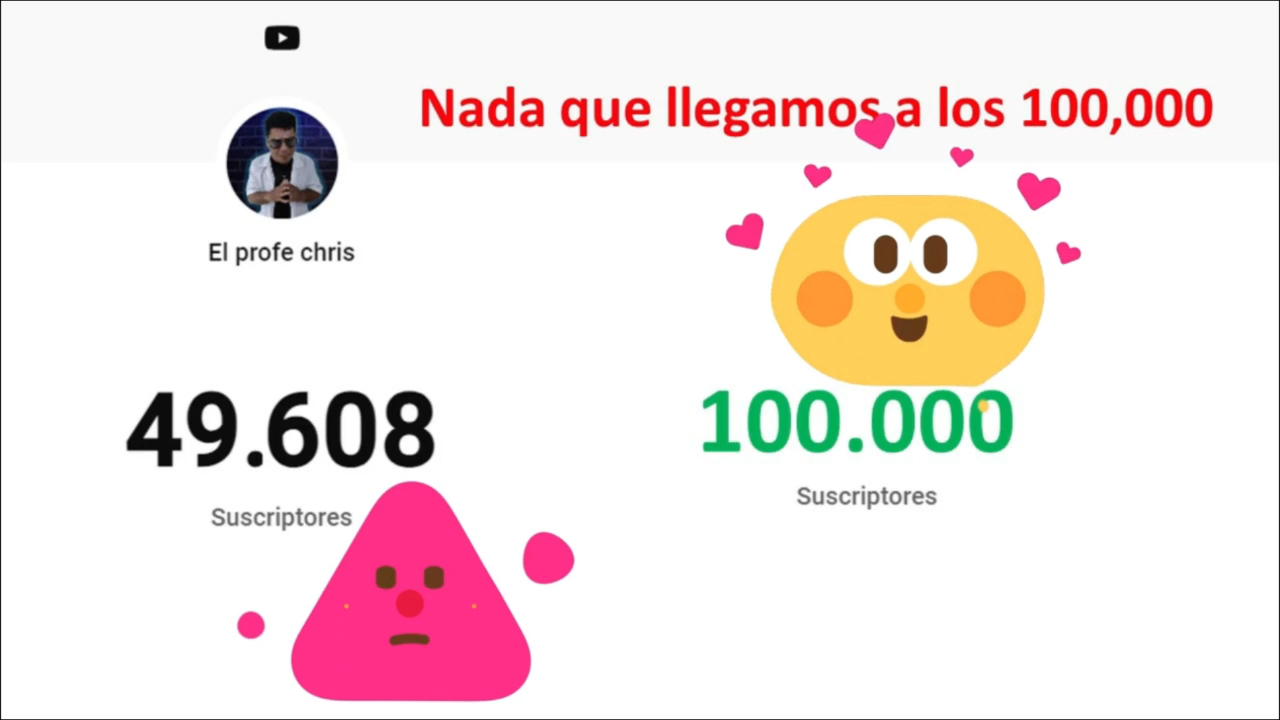 Nada que llegamos a los 100,000
El profe chris
49.608
Suscriptores
100.000
Suscriptores